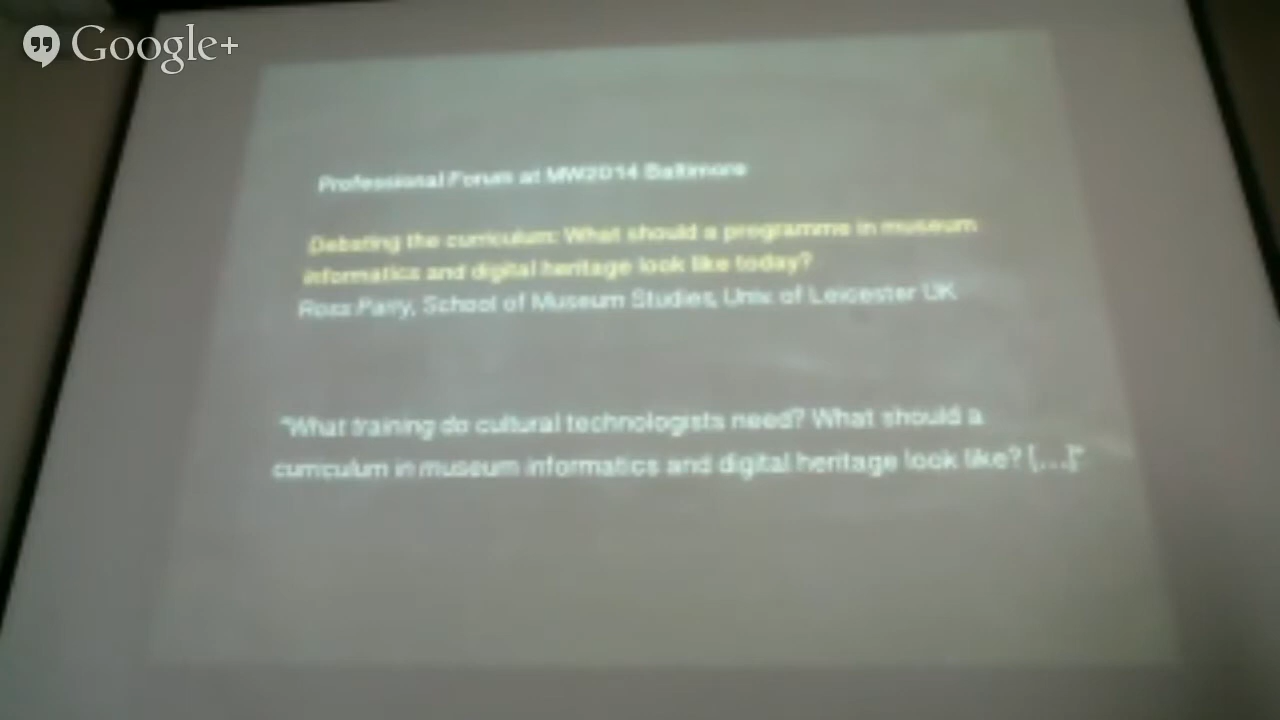 Google+
Professional Forum at MW2014 Baltimore
Debating the curriculum: What should a programme in museum
informatics and digital heritage look like today?
Ross Parry, School of Museum Studies, Univ. of Leicester UK
"What training do cultural technologists need? What should a
curriculum in museum informatics and digital heritage look like? [...]"